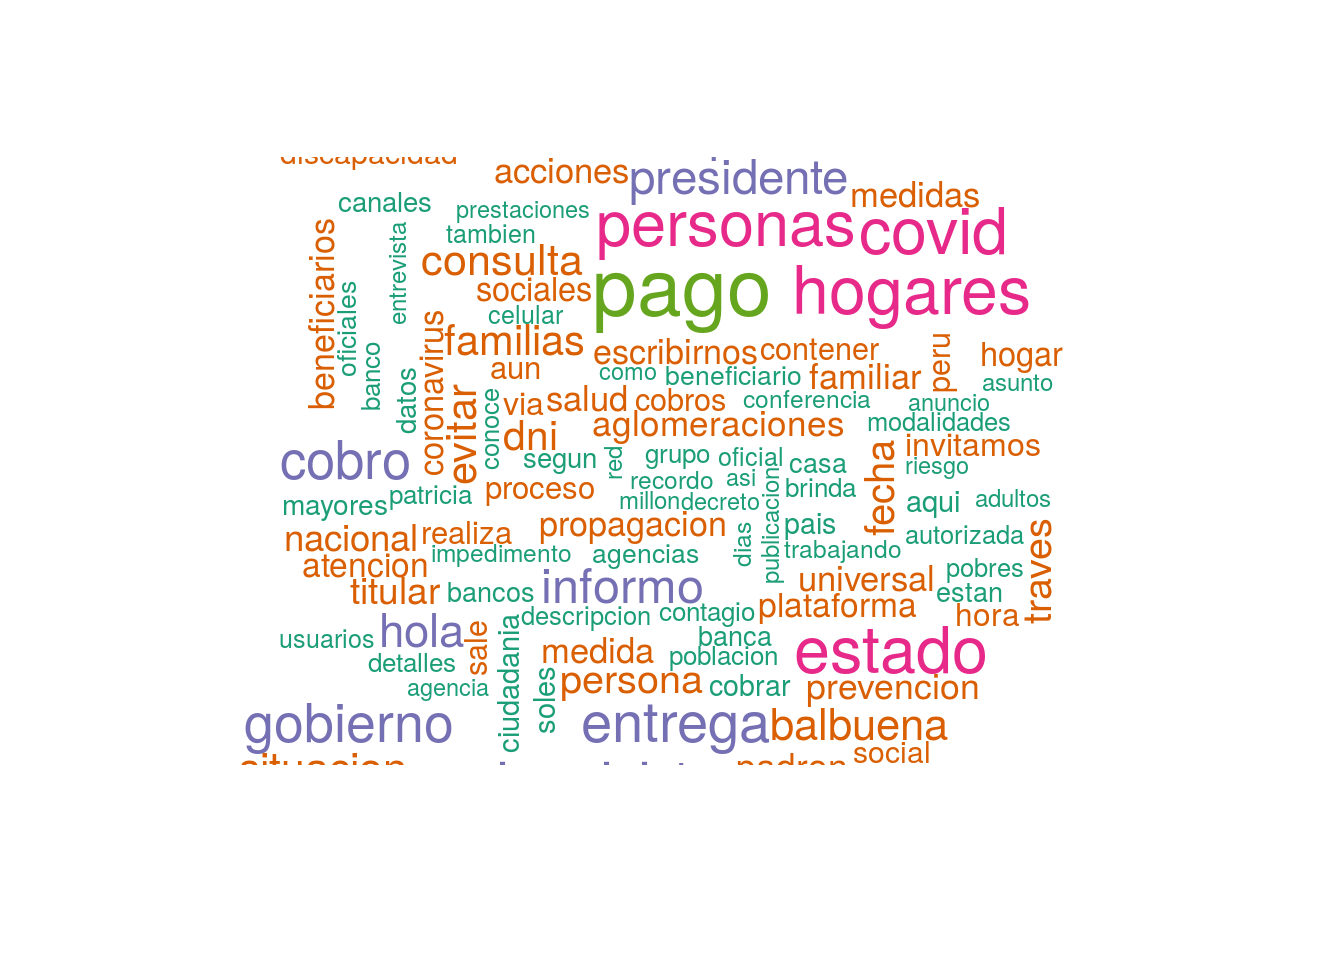 discapacidad
acciones
presidente
medidas
canales
prestaciones
personas
covid
tambien
beneficiarios
entrevista
consulta
sociales
pago
hogares
oficiales
celular
coronavirus
familias
escribirnos
contener
peru
hogar
banco
aun
como
beneficiario
familiar
asunto
datos
evitar
conoce
via
salud
cobros
conferencia
anuncio
dni
aglomeraciones
modalidades
cobro
segun
red
grupo
oficial
casa
fecha
invitamos
riesgo
mayores
patricia
proceso
recordo
asi
publicacion
brinda
millon
decreto
aqui
adultos
nacional
realiza
propagacion
dias
pais
autorizada
traves
atencion
impedimento
agencias
trabajando
titular
bancos
informo
universal
pobres
estan
descripcion
contagio
plataforma
hora
usuarios
hola
sale
ciudadania
banca
estado
detalles
medida
poblacion
agencia
soles
persona
cobrar
prevencion
gobierno
entrega
balbuena
situacion
padron
social